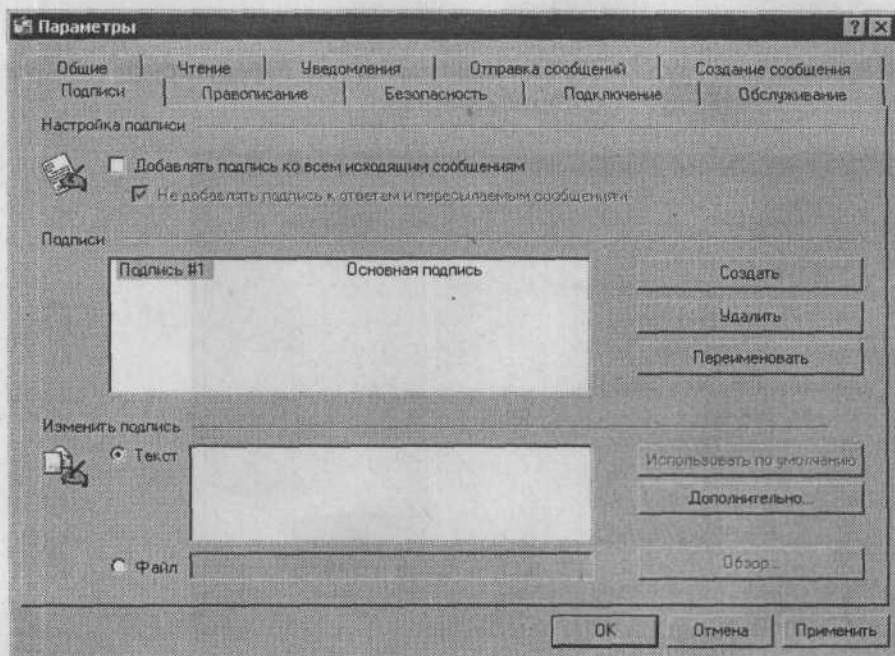 Параметры
Общие Чтение Уведомления Отправка сообщений Создание сообщения
Подписи Правописание Безопасность Подключение Обслуживание
Настройка подписи
Добавлять подпись ко всем исходящим сообщениям
Не добавлять подпись к ответам и пересылаемым сообщениям
Подписи
Подпись #1 Основная подпись
Создать
Удалить
Переименовать
Изменить подпись
Текст
Использовать по умолчанию
Дополнительно...
Файл
Обзор...
OK Отмена Применить